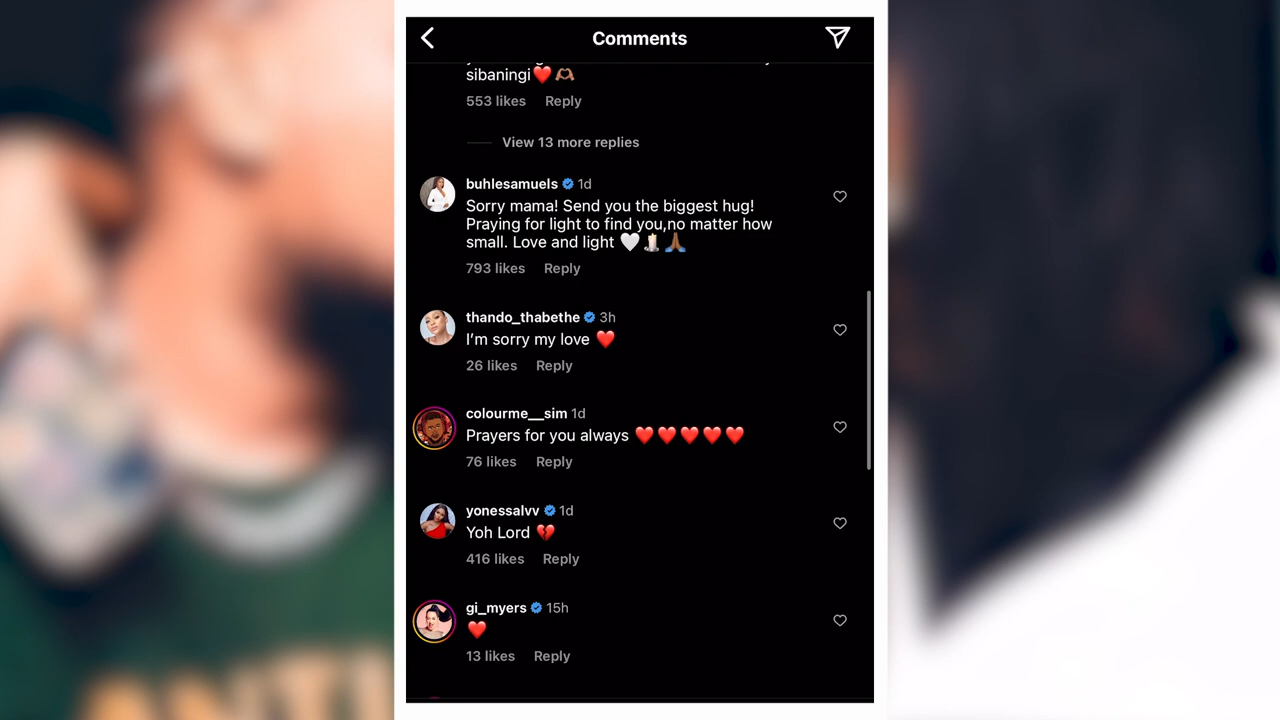 Comments
sibaningi❤️🫶🏾
553 likes Reply
View 13 more replies
buhlesamuels 1d
Sorry mama! Send you the biggest hug!
Praying for light to find you,no matter how
small. Love and light 🤍🕯️🙏🏾
793 likes Reply
thando_thabethe 3h
I’m sorry my love ❤️
26 likes Reply
colourme__sim 1d
Prayers for you always ❤️❤️❤️❤️❤️
76 likes Reply
yonessalvv 1d
Yoh Lord 💔
416 likes Reply
gi_myers 15h
❤️
13 likes Reply